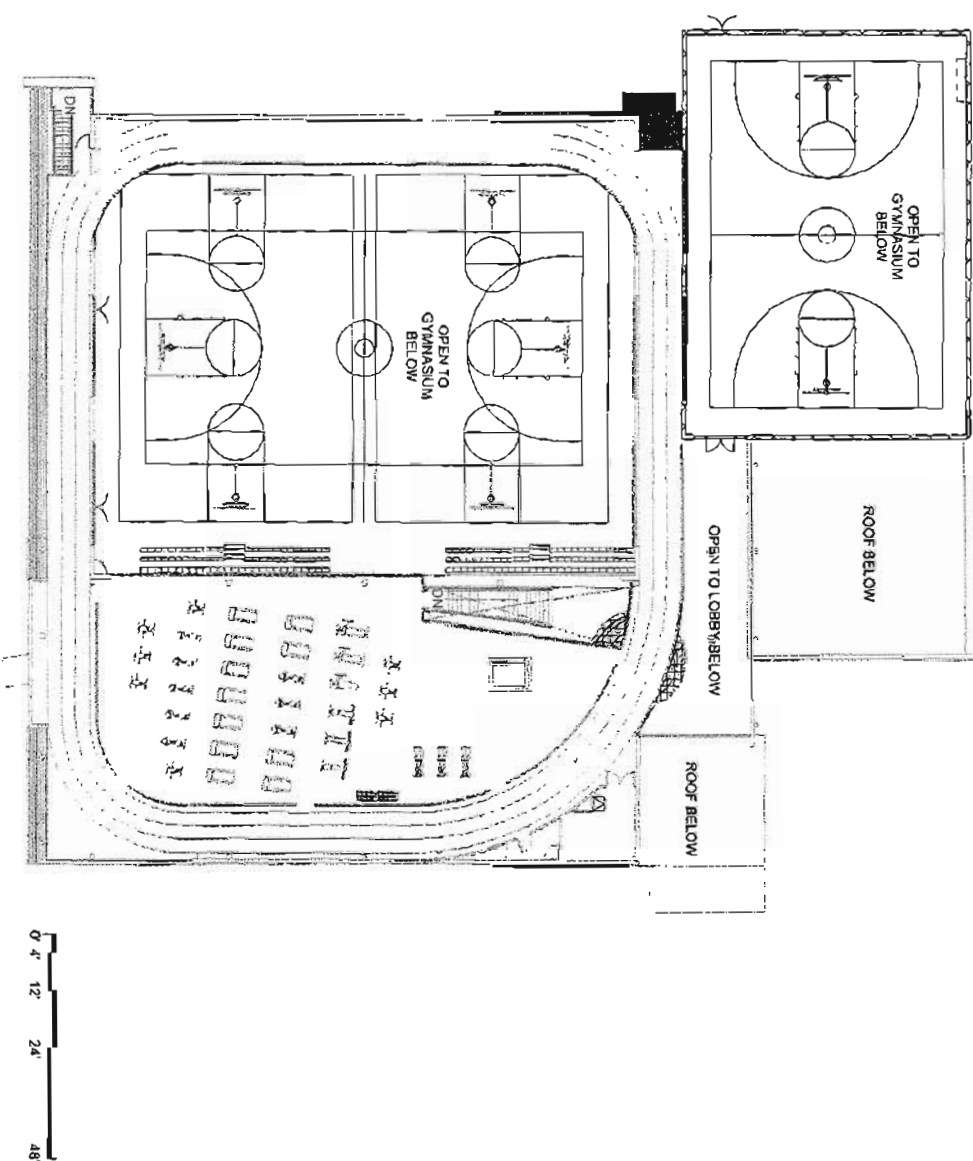 DN
OPEN TO
GYMNASIUM
BELOW
OPEN TO
GYMNASIUM
BELOW
DN
OPEN TO LOBBY BELOW
ROOF BELOW
ROOF BELOW
0' 4' 12' 24' 48'